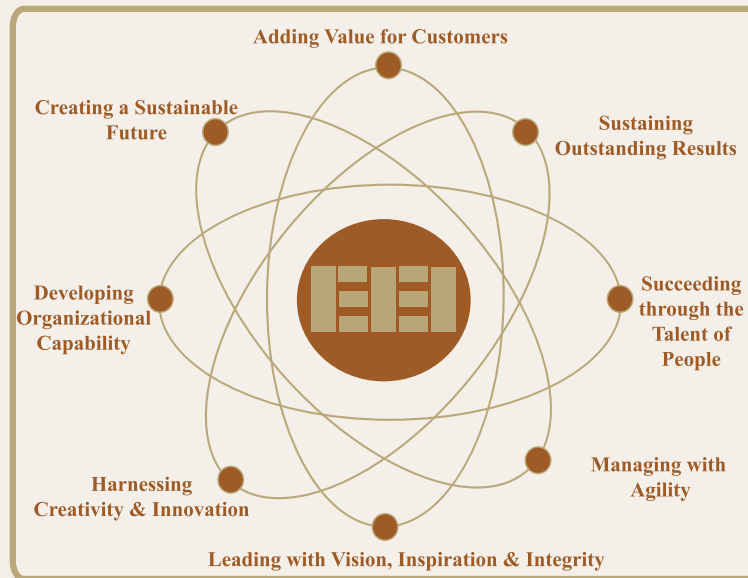 Adding Value for Customers
Creating a Sustainable
Future
Sustaining
Outstanding Results
Developing
Organizational
Capability
Succeeding
through the
Talent of
People
Harnessing
Creativity & Innovation
Managing with
Agility
Leading with Vision, Inspiration & Integrity